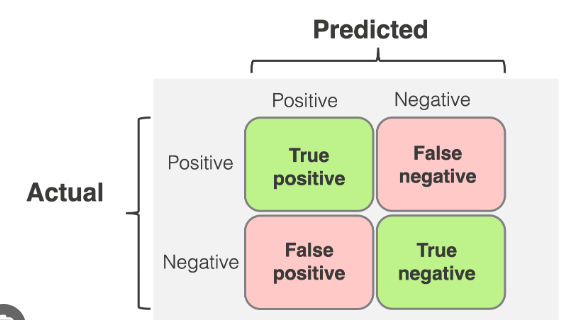 Predicted
Positive Negative
Positive
True
positive
False
negative
Actual
Negative
False
positive
True
negative